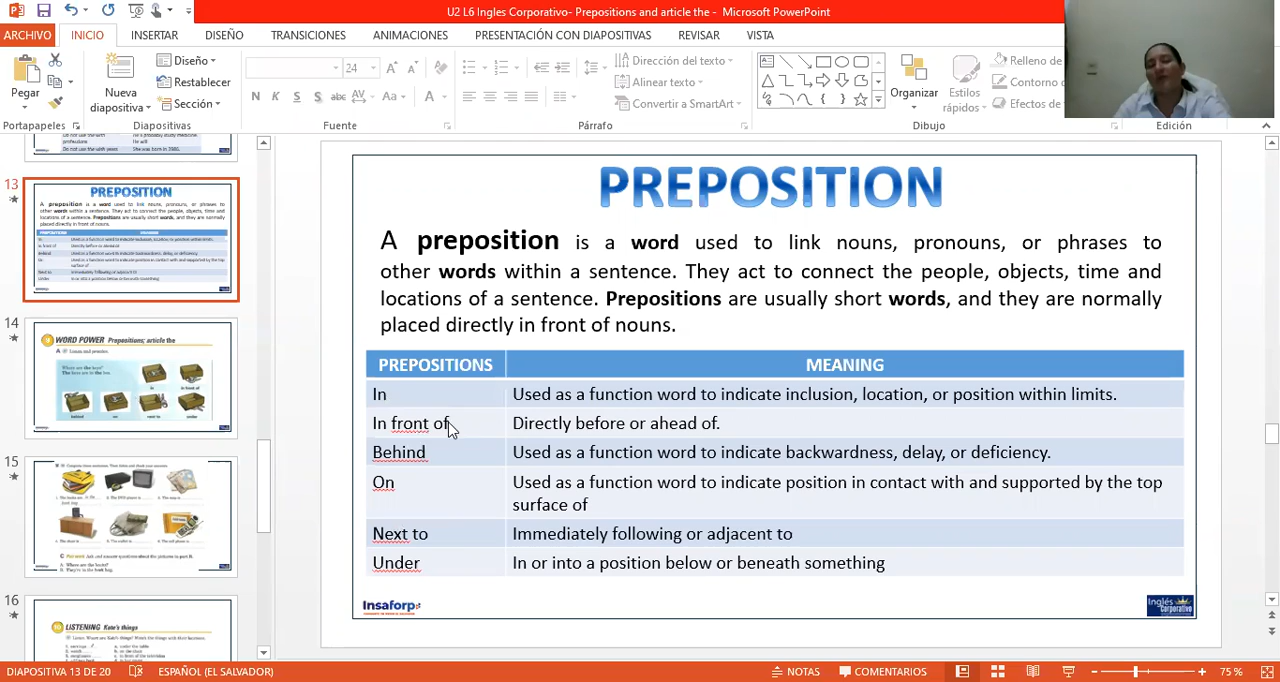 U2 L6 Ingles Corporativo- Prepositions and article the - Microsoft PowerPoint
ARCHIVO INICIO INSERTAR DISEÑO TRANSICIONES ANIMACIONES PRESENTACIÓN CON DIAPOSITIVAS REVISAR VISTA
Pegar
Nueva diapositiva
Diseño
Restablecer
Sección
24
N K S S abc AV Aa A
Dirección del texto
Alinear texto
Convertir a SmartArt
Organizar
Estilos rápidos
Relleno de
Contorno
Efectos de
Portapapeles Diapositivas Fuente Párrafo Dibujo Edición
13
PREPOSITION
14
WORD POWER Prepositions; article the
15
16
LISTENING Kate's things
PREPOSITION
A preposition is a word used to link nouns, pronouns, or phrases to
other words within a sentence. They act to connect the people, objects, time and
locations of a sentence. Prepositions are usually short words, and they are normally
placed directly in front of nouns.
PREPOSITIONS MEANING
In Used as a function word to indicate inclusion, location, or position within limits.
In front of Directly before or ahead of.
Behind Used as a function word to indicate backwardness, delay, or deficiency.
On Used as a function word to indicate position in contact with and supported by the top
surface of
Next to Immediately following or adjacent to
Under In or into a position below or beneath something
Insaforp
Inglés Corporativo
DIAPOSITIVA 13 DE 20 ESPAÑOL (EL SALVADOR) NOTAS COMENTARIOS 75 %